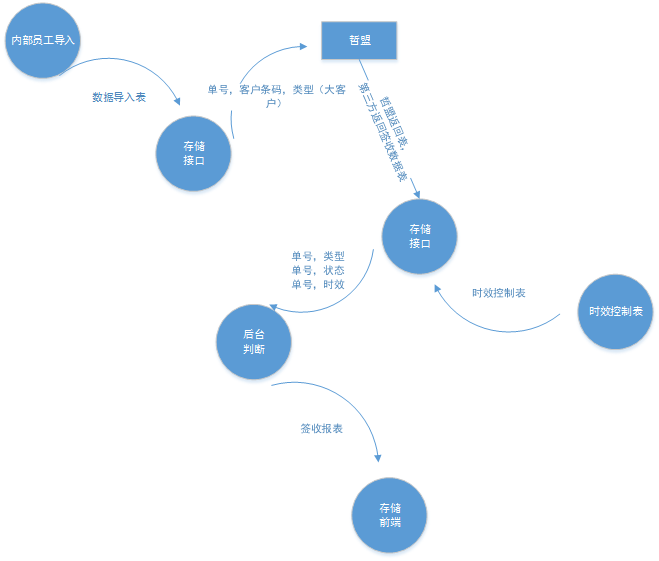 内部员工导入
哲盟
数据导入表
单号，客户条码，类型（大客
户）
哲盟返回表，
第三方返回签收数据表
存储
接口
存储
接口
单号，类型
单号，状态
单号，时效
时效控制表
时效控制表
后台
判断
签收报表
存储
前端